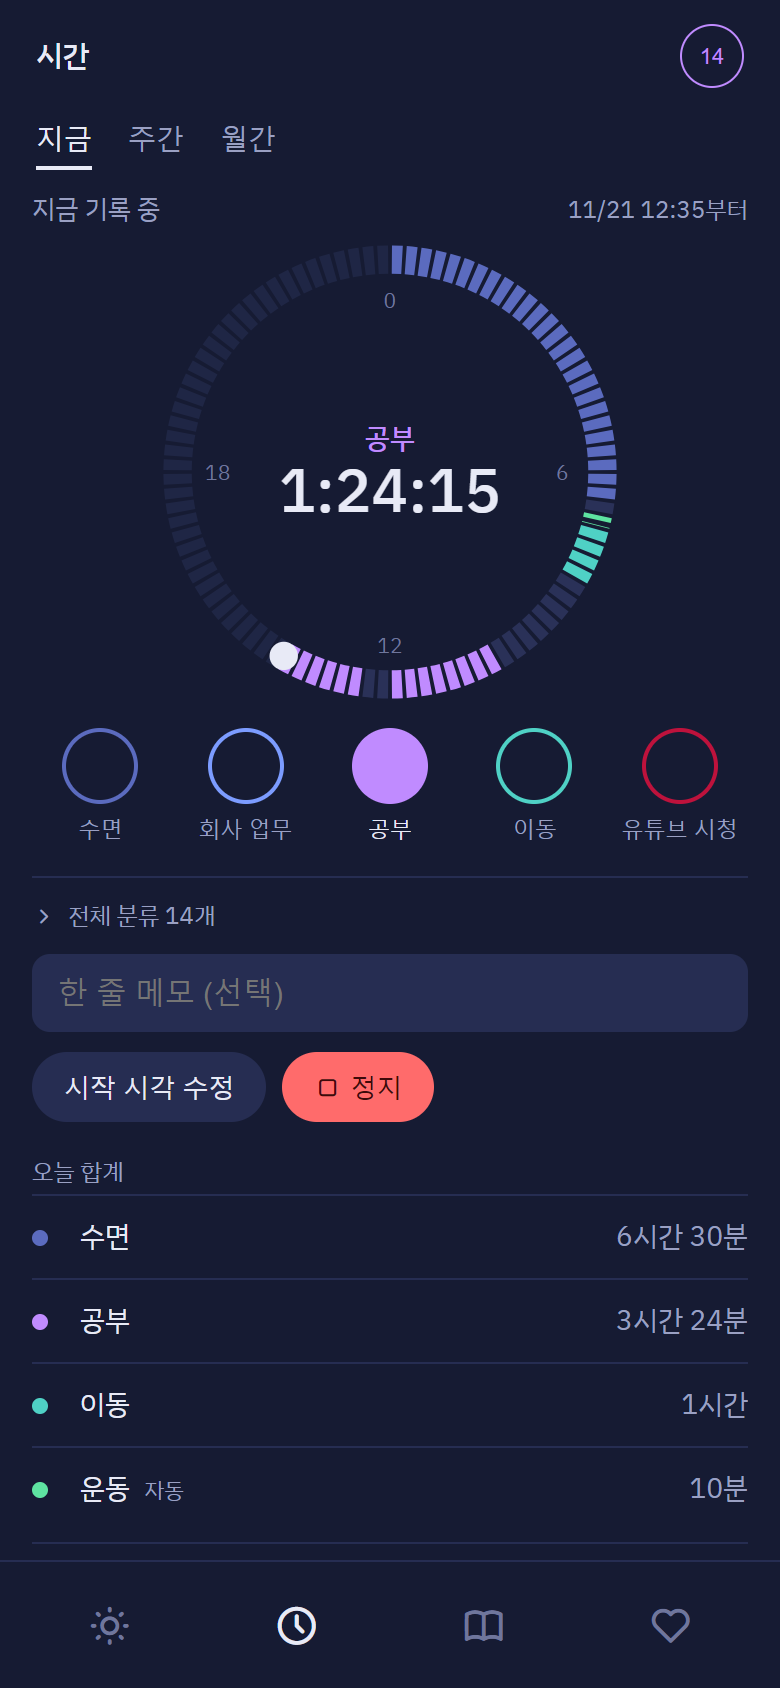 시간
14
지금 주간 월간
지금 기록 중
11/21 12:35부터
0
공부
18
1:24:15
6
12
수면 회사 업무 공부 이동 유튜브 시청
전체 분류 14개
한 줄 메모 (선택)
시작 시각 수정 정지
오늘 합계
수면 6시간 30분
공부 3시간 24분
이동 1시간
운동 자동 10분